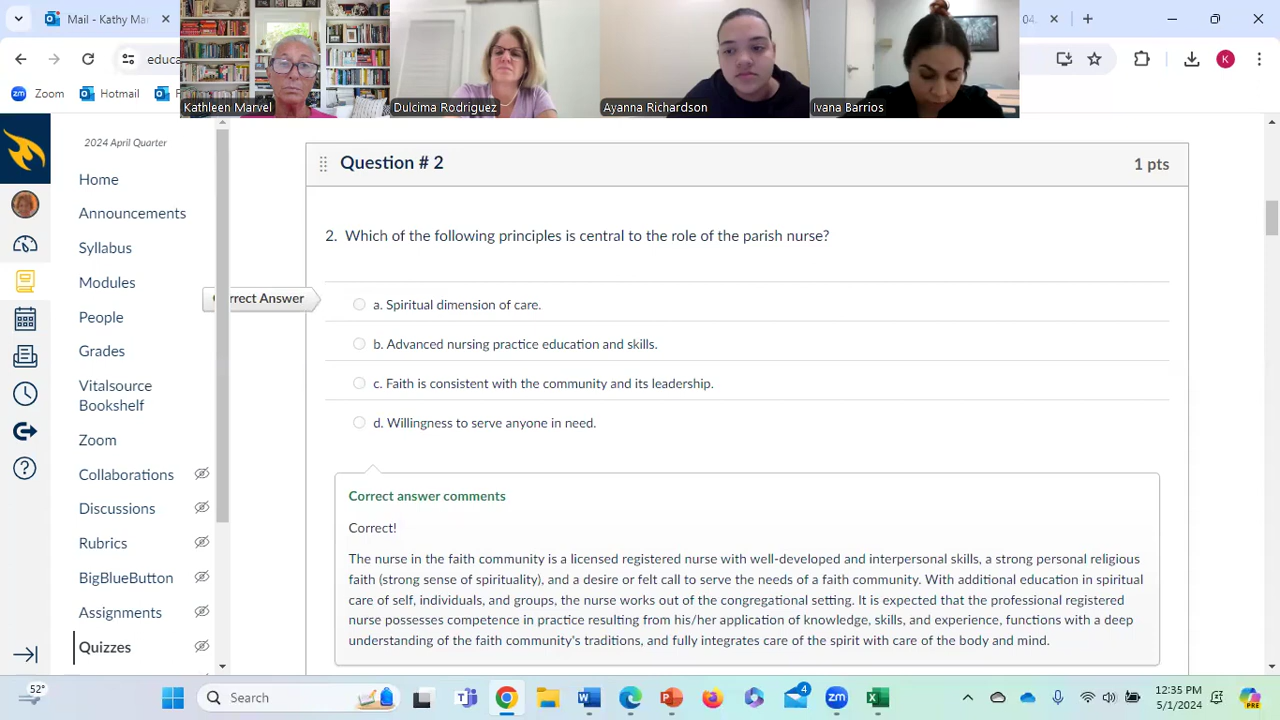 Mail - Kathy Mar
04,
educa
Zoom
Hotmail
Kathleen Marvel
Dulcima Rodriguez
Ayanna Richardson
Ivana Barrios
K
2024 April Quarter
Home
Announcements
Syllabus
Modules
People
Grades
Vitalsource
Bookshelf
Zoom
Collaborations
Discussions
Rubrics
BigBlueButton
Assignments
Quizzes
Question # 2
1 pts
2. Which of the following principles is central to the role of the parish nurse?
Correct Answer
a. Spiritual dimension of care.
b. Advanced nursing practice education and skills.
c. Faith is consistent with the community and its leadership.
d. Willingness to serve anyone in need.
Correct answer comments
Correct!
The nurse in the faith community is a licensed registered nurse with well-developed and interpersonal skills, a strong personal religious
faith (strong sense of spirituality), and a desire or felt call to serve the needs of a faith community. With additional education in spiritual
care of self, individuals, and groups, the nurse works out of the congregational setting. It is expected that the professional registered
nurse possesses competence in practice resulting from his/her application of knowledge, skills, and experience, functions with a deep
understanding of the faith community's traditions, and fully integrates care of the spirit with care of the body and mind.
52°
Search
4
12:35 PM
5/1/2024
PRE